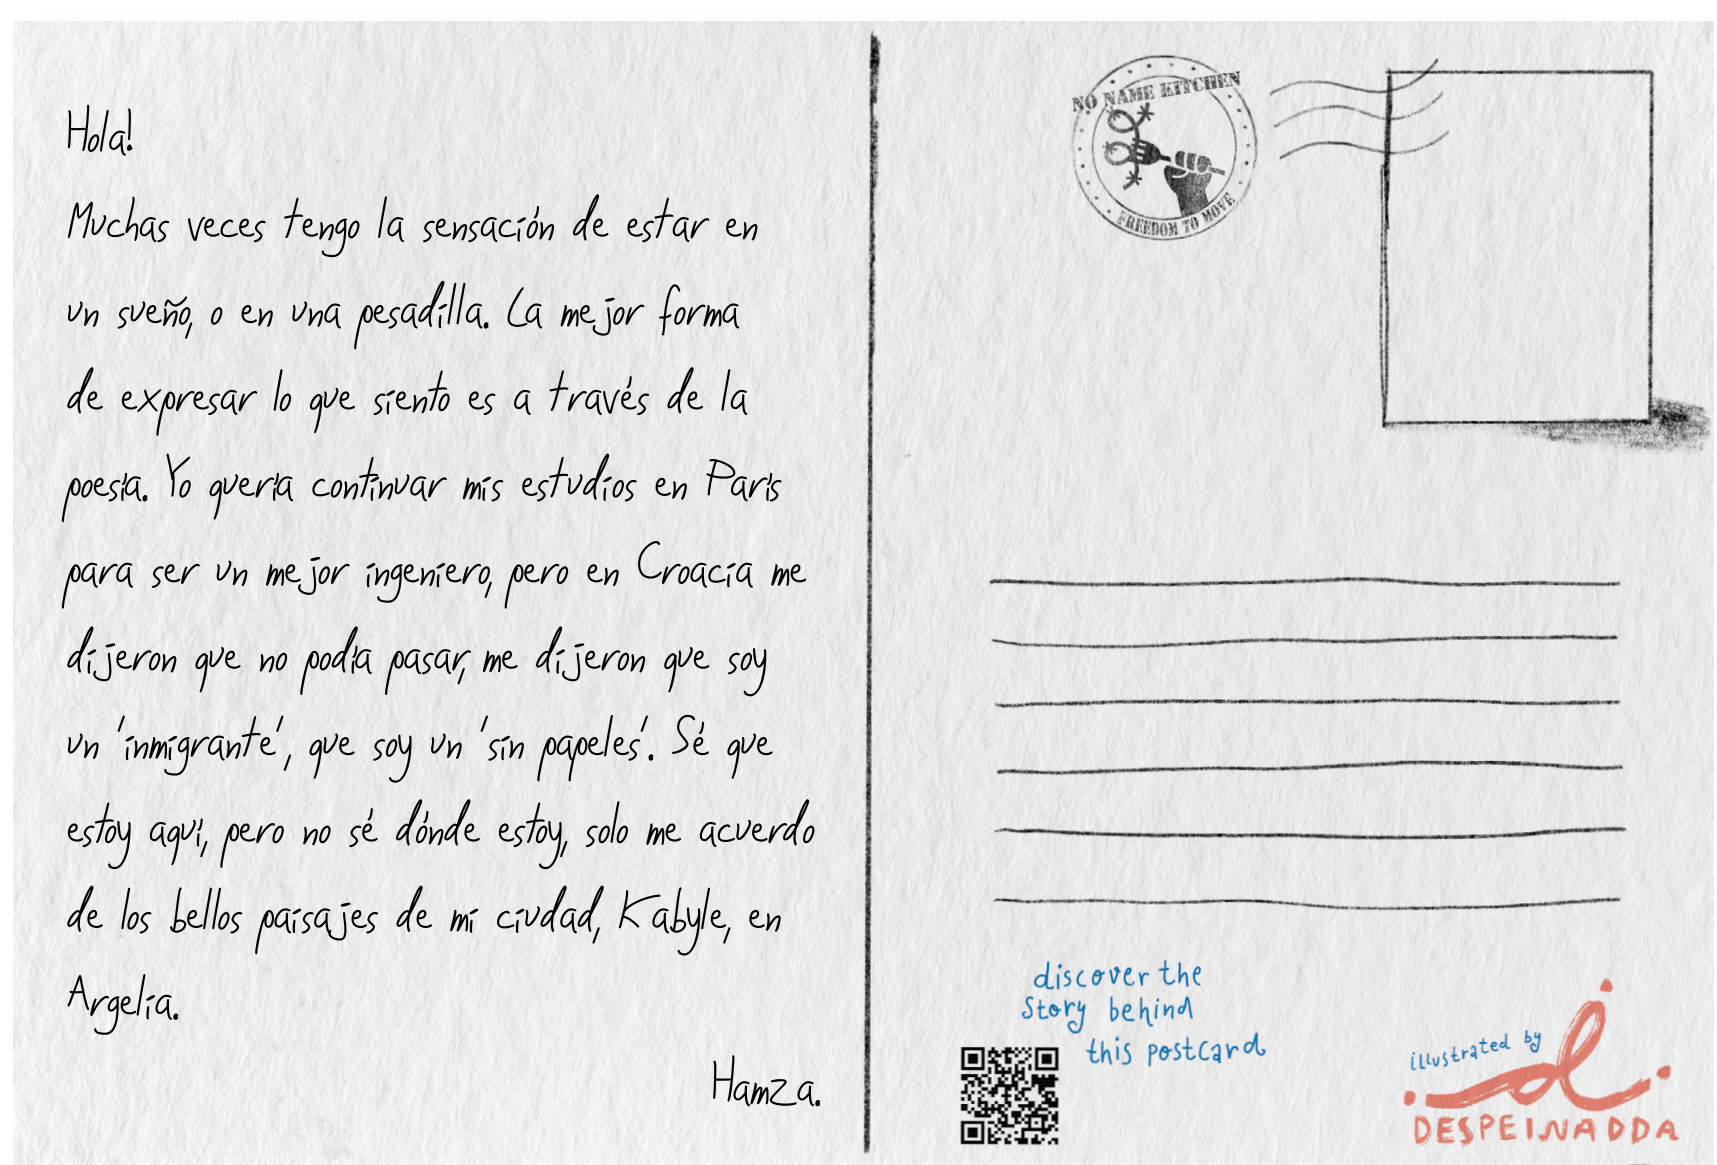 Hola!
Muchas veces tengo la sensación de estar en
un sueño, o en una pesadilla. La mejor forma
de expresar lo que siento es a través de la
poesía. Yo quería continuar mis estudios en París
para ser un mejor ingeniero, pero en Croacia me
dijeron que no podía pasar, me dijeron que soy
un 'inmigrante', que soy un 'sin papeles'. Sé que
estoy aquí, pero no sé dónde estoy, solo me acuerdo
de los bellos paisajes de mi ciudad, Kabyle, en
Argelia.
Hamza.
NO NAME KITCHEN
FREEDOM TO MOVE
discover the
story behind
this postcard
illustrated by
DESPEINADDA